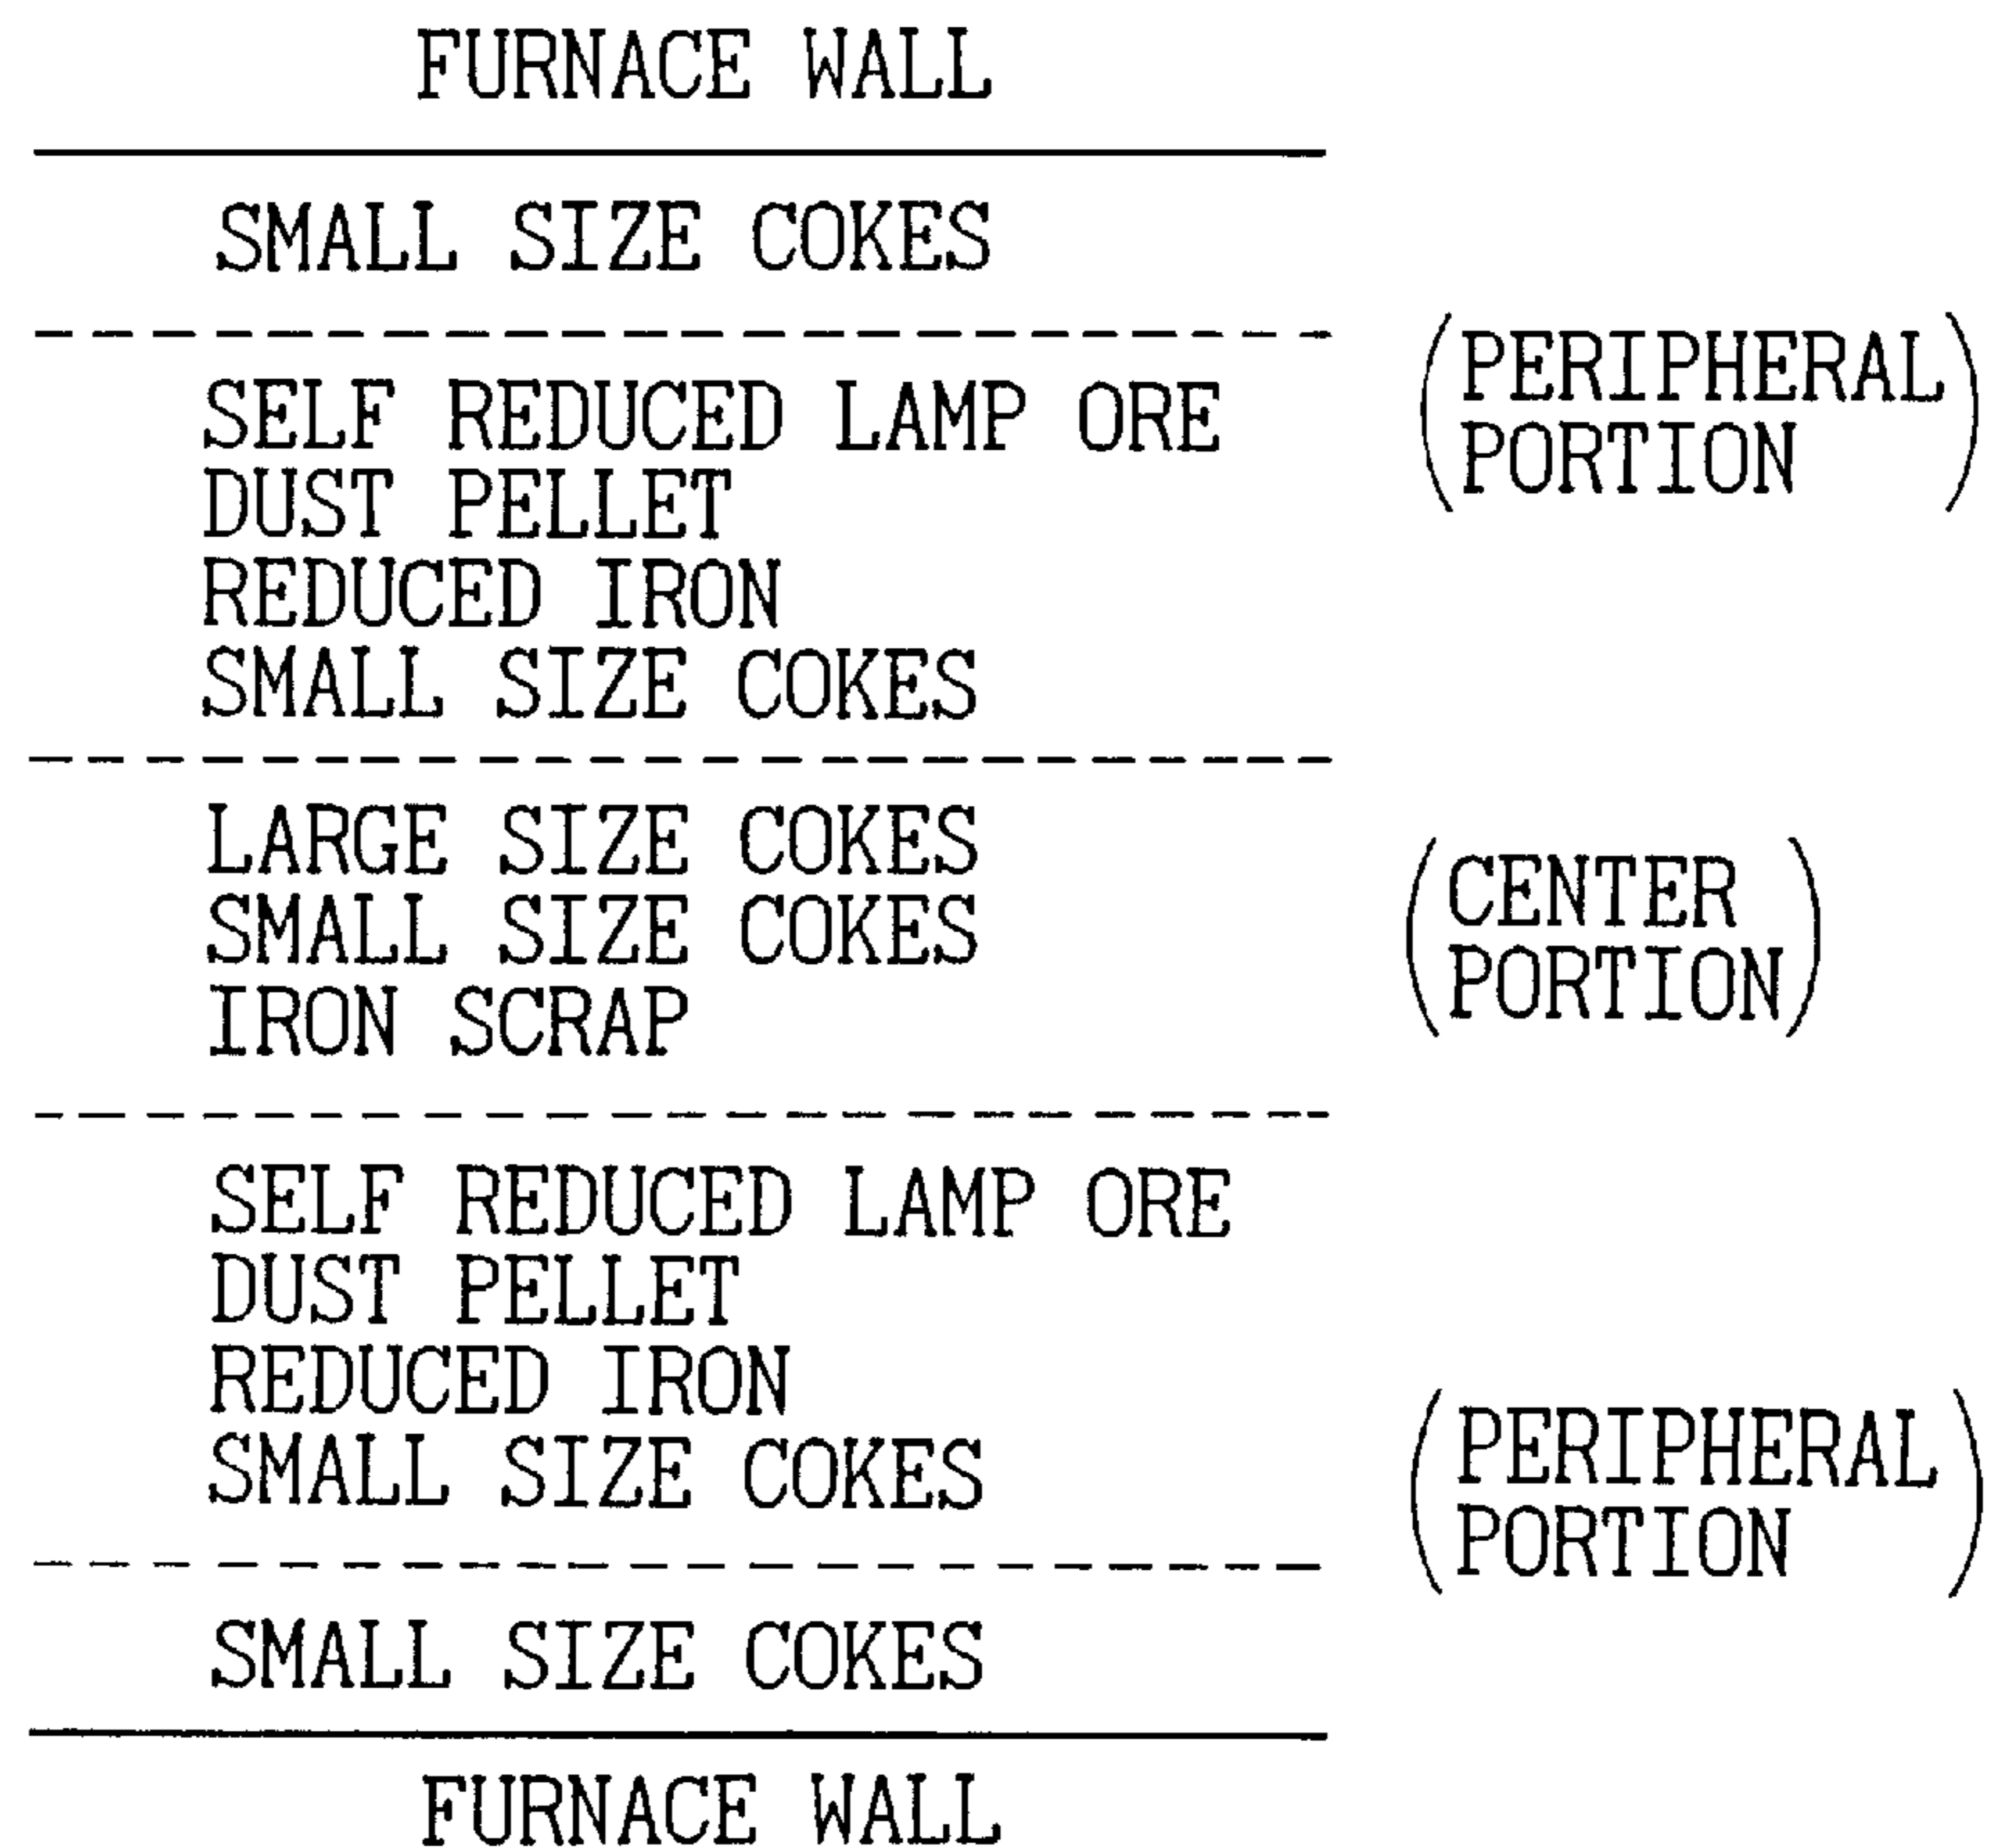 FURNACE WALL
SMALL SIZE COKES
SELF REDUCED LAMP ORE
DUST PELLET
REDUCED IRON
SMALL SIZE COKES
(PERIPHERAL
PORTION)
LARGE SIZE COKES
SMALL SIZE COKES
IRON SCRAP
(CENTER
PORTION)
SELF REDUCED LAMP ORE
DUST PELLET
REDUCED IRON
SMALL SIZE COKES
(PERIPHERAL
PORTION)
SMALL SIZE COKES
FURNACE WALL